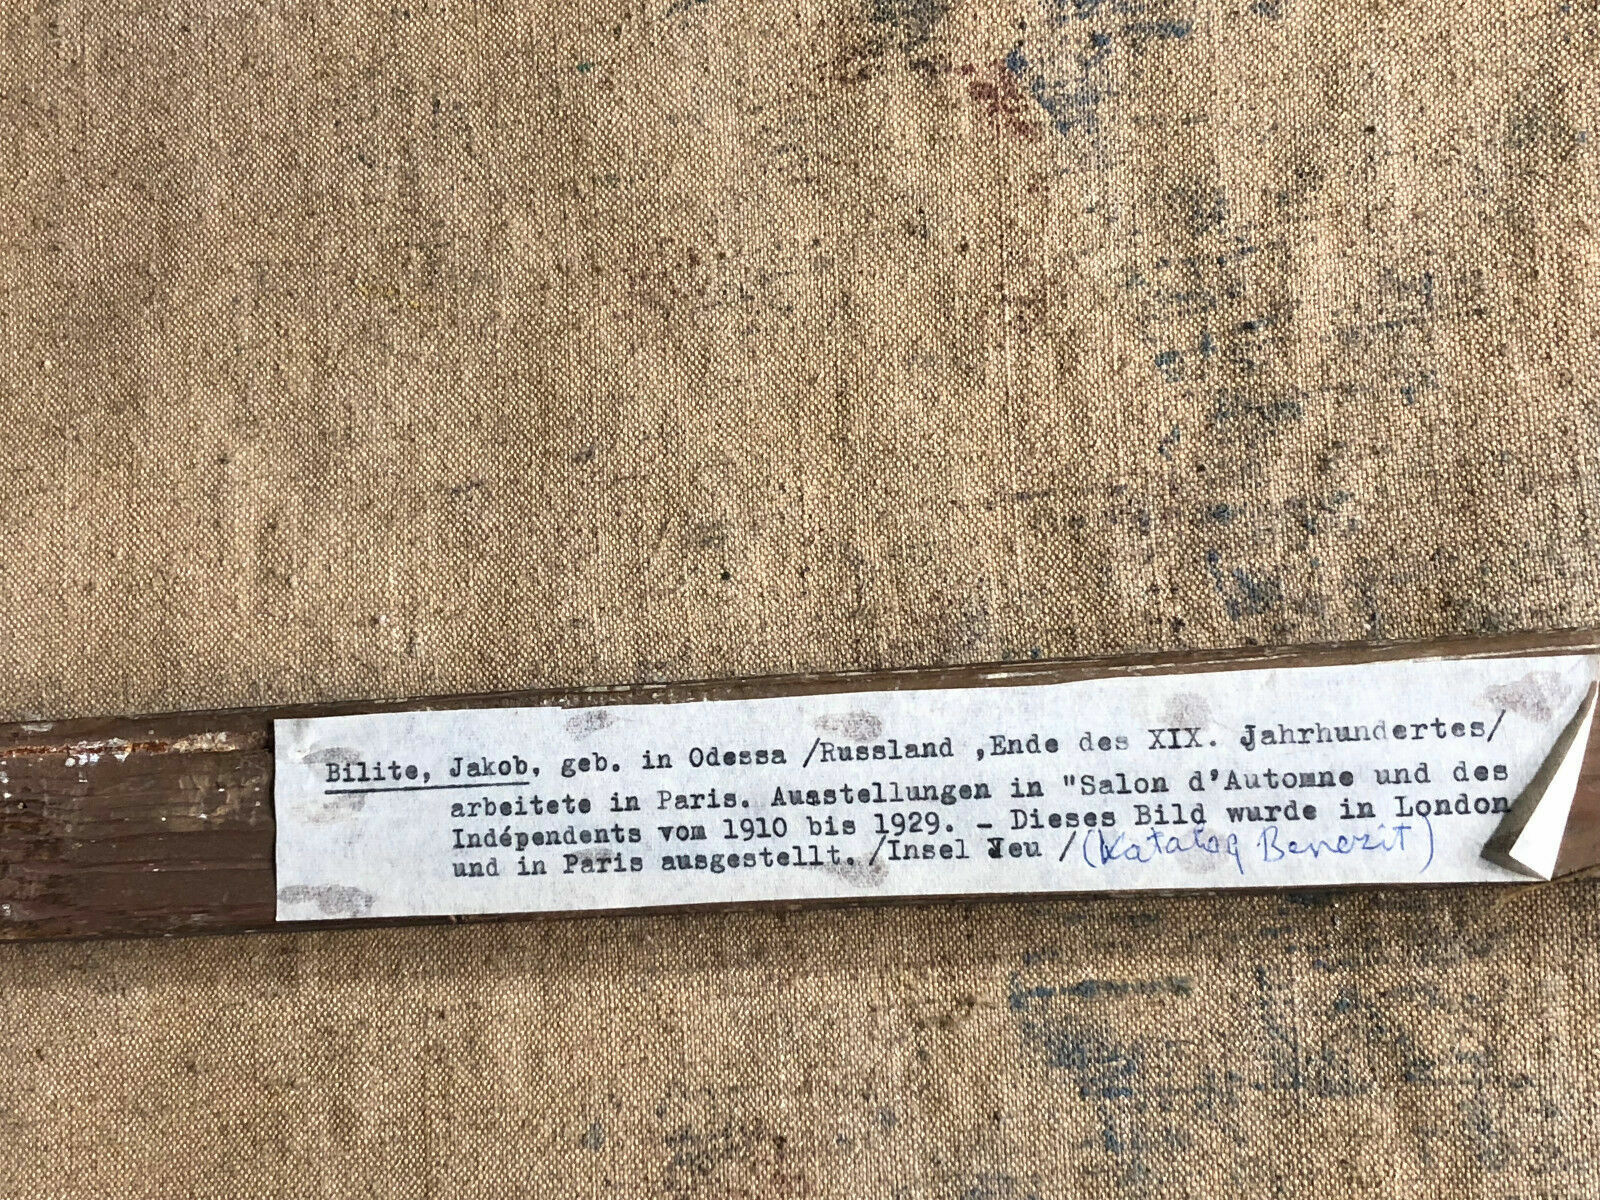 Bilite, Jakob, geb. in Odessa /Russland ,Ende des XIX. Jahrhundertes/
arbeitete in Paris. Ausstellungen in "Salon d'Automne und des
Indépendents vom 1910 bis 1929. - Dieses Bild wurde in London
und in Paris ausgestellt. /Insel Yeu /(Katalog Benezit)